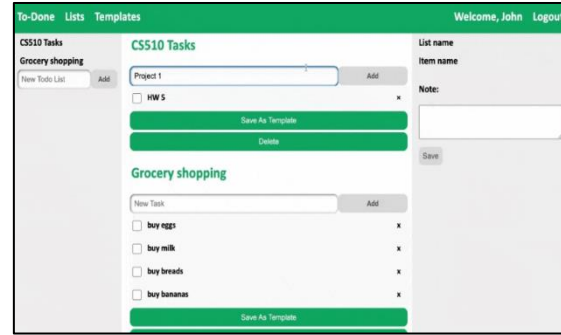 To-Done Lists Templates
Welcome, John Logout
CS510 Tasks
Grocery shopping
New Todo List Add
CS510 Tasks
Project 1 Add
HW 5 x
Save As Template
Delete
Grocery shopping
New Task Add
buy eggs x
buy milk x
buy breads x
buy bananas x
Save As Template
List name
Item name
Note:
Save